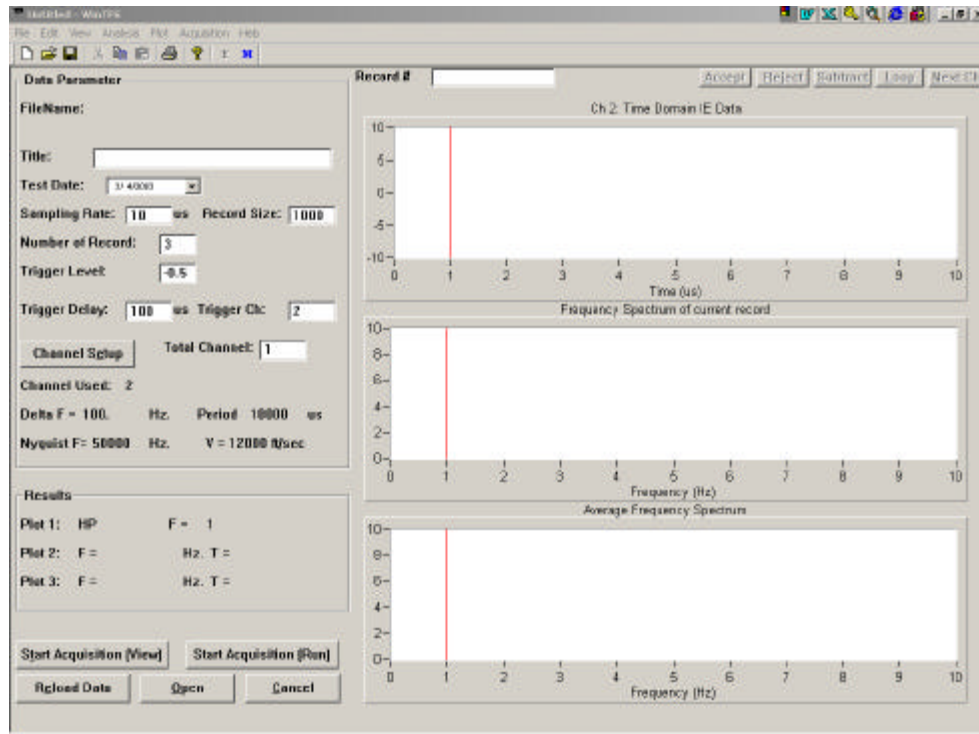 Untitled - WinTFS
File Edit View Analysis Plot Acquisition Help
Data Parameter
FileName:
Title:
Test Date:
Sampling Rate: 10 us Record Size: 1000
Number of Record: 3
Trigger Level: -0.5
Trigger Delay: 100 us Trigger Ch: 2
Channel Setup Total Channel: 1
Channel Used: 2
Delta F = 100. Hz. Period 10000 us
Nyquist F= 50000 Hz. V = 12000 ft/sec
Results
Plot 1: HP F = 1
Plot 2: F = Hz. T =
Plot 3: F = Hz. T =
Start Acquisition (View) Start Acquisition (Run)
Reload Data Open Cancel
Record # Accept Reject Subtract Loop Next Ch
Ch 2: Time Domain IE Data
10
5
0
-5
-10
0 1 2 3 4 5 6 7 8 9 10
Time (us)
Frequency Spectrum of current record
10
8
6
4
2
0
0 1 2 3 4 5 6 7 8 9 10
Frequency (Hz)
Average Frequency Spectrum
10
8
6
4
2
0
0 1 2 3 4 5 6 7 8 9 10
Frequency (Hz)